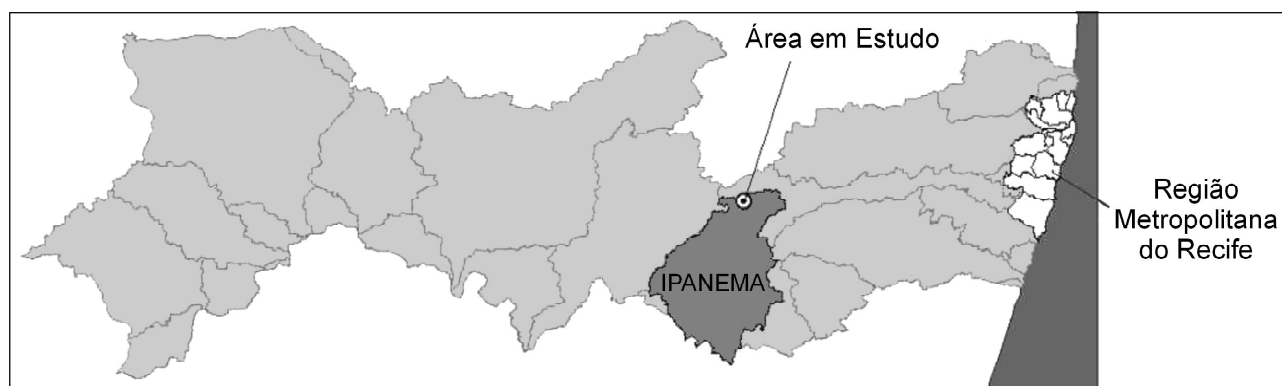 Área em Estudo
Região
Metropolitana
do Recife
IPANEMA